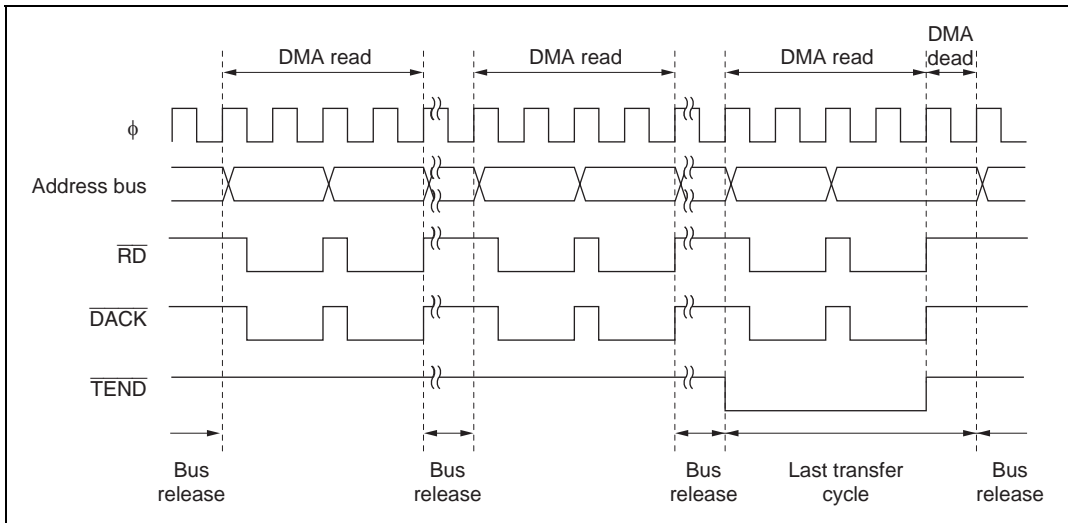 DMA read
DMA read
DMA read
DMA
dead
φ
Address bus
RD
DACK
TEND
Bus
release
Bus
release
Bus
release
Last transfer
cycle
Bus
release